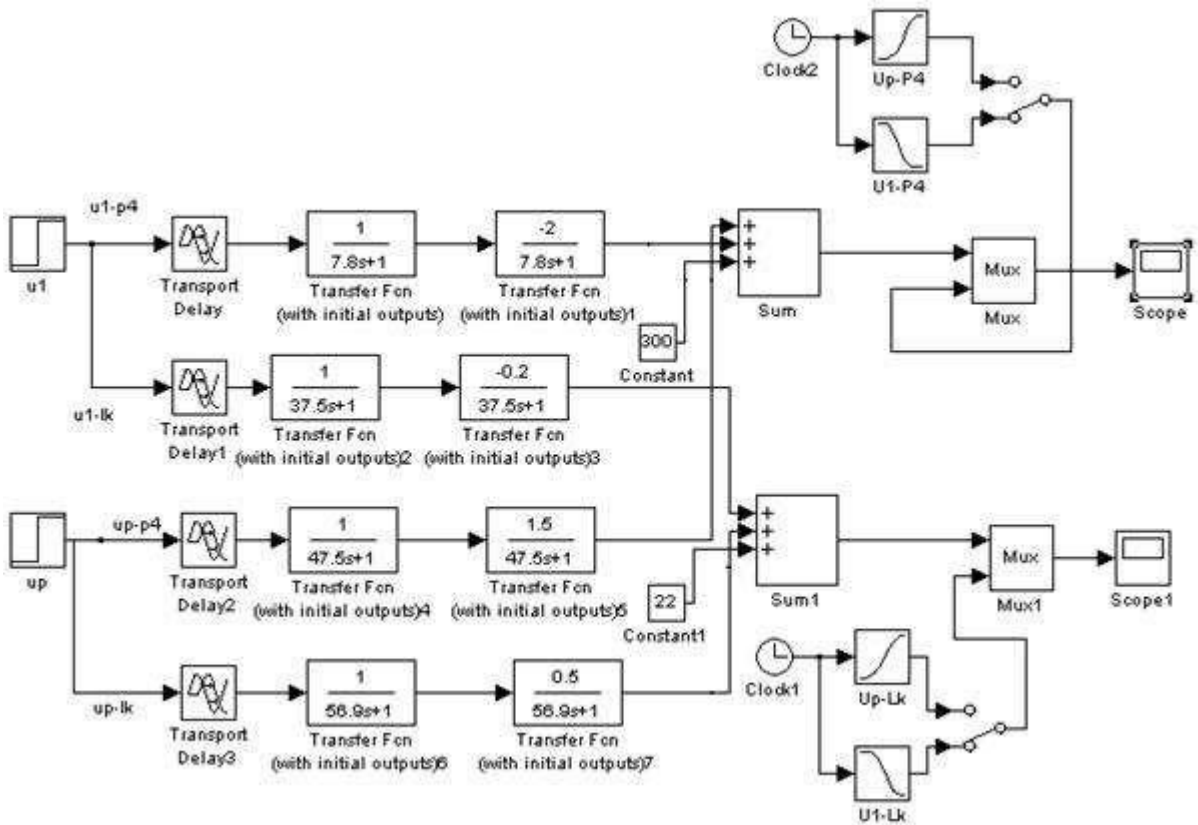 Clock2
Up-P4
U1-P4
u1-p4
u1
Transport
Delay
1
7.8s+1
Transfer Fcn
(with initial outputs)
-2
7.8s+1
Transfer Fcn
(with initial outputs)1
+
+
+
Sum
300
Constant
Mux
Mux
Scope
u1-lk
Transport
Delay1
1
37.5s+1
Transfer Fcn
(with initial outputs)2
-0.2
37.5s+1
Transfer Fcn
(with initial outputs)3
up
up-p4
Transport
Delay2
1
47.5s+1
Transfer Fcn
(with initial outputs)4
1.5
47.5s+1
Transfer Fcn
(with initial outputs)5
+
+
+
Sum1
22
Constant1
Mux
Mux1
Scope1
up-lk
Transport
Delay3
1
56.9s+1
Transfer Fcn
(with initial outputs)6
0.5
56.9s+1
Transfer Fcn
(with initial outputs)7
Clock1
Up-Lk
U1-Lk